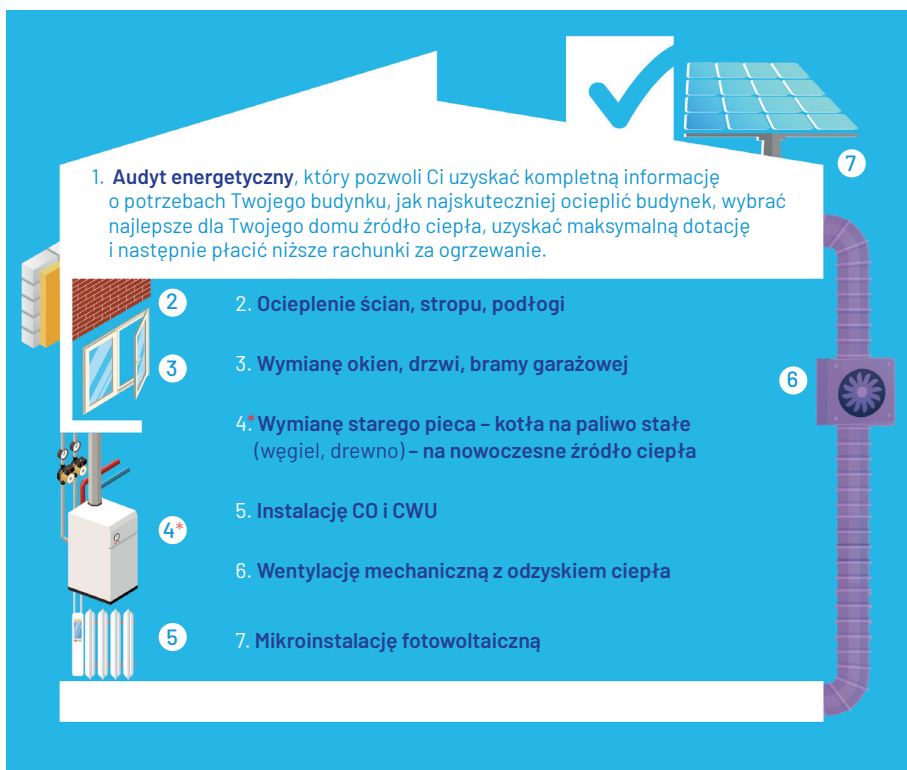 7
1. Audyt energetyczny, który pozwoli Ci uzyskać kompletną informację
o potrzebach Twojego budynku, jak najskuteczniej ocieplić budynek, wybrać
najlepsze dla Twojego domu źródło ciepła, uzyskać maksymalną dotację
i następnie płacić niższe rachunki za ogrzewanie.
2
2. Ocieplenie ścian, stropu, podłogi
3
3. Wymianę okien, drzwi, bramy garażowej
6
4.* Wymianę starego pieca – kotła na paliwo stałe
(węgiel, drewno) – na nowoczesne źródło ciepła
4*
5. Instalację CO i CWU
6. Wentylację mechaniczną z odzyskiem ciepła
5
7. Mikroinstalację fotowoltaiczną